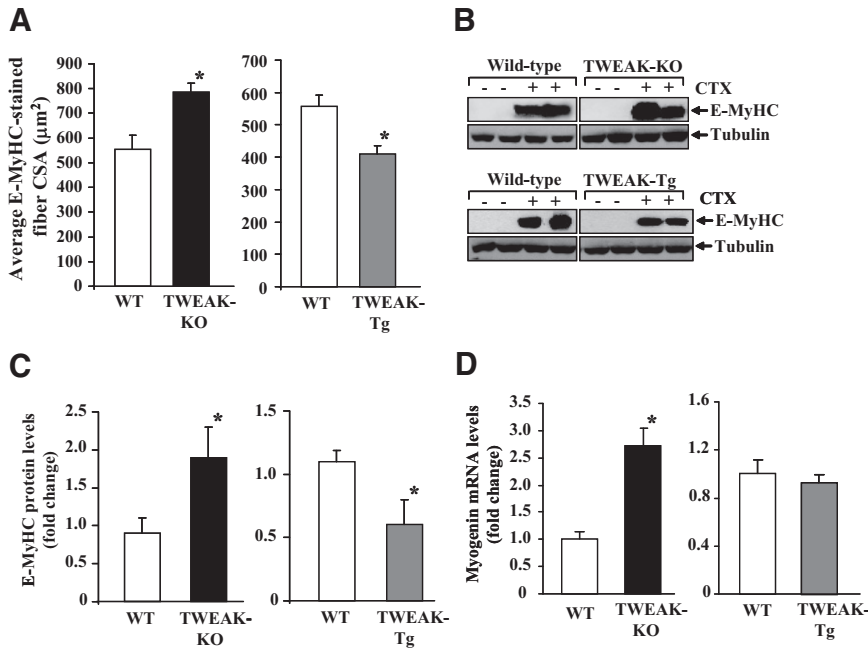 A
Average E-MyHC-stained
fiber CSA (µm²)
900
800
700
600
500
400
300
200
100
0
*
WT
TWEAK-
KO
700
600
500
400
300
200
100
0
*
WT
TWEAK-
Tg
B
Wild-type TWEAK-KO
- - + + - - + + CTX
E-MyHC
Tubulin
Wild-type TWEAK-Tg
- - + + - - + + CTX
E-MyHC
Tubulin
C
E-MyHC protein levels
(fold change)
2.5
2.0
1.5
1.0
0.5
0.0
*
WT
TWEAK-
KO
1.5
1.0
0.5
0.0
*
WT
TWEAK-
Tg
D
Myogenin mRNA levels
(fold change)
3.5
3.0
2.5
2.0
1.5
1.0
0.5
0.0
*
WT
TWEAK-
KO
1.6
1.2
0.8
0.4
0
WT
TWEAK-
Tg